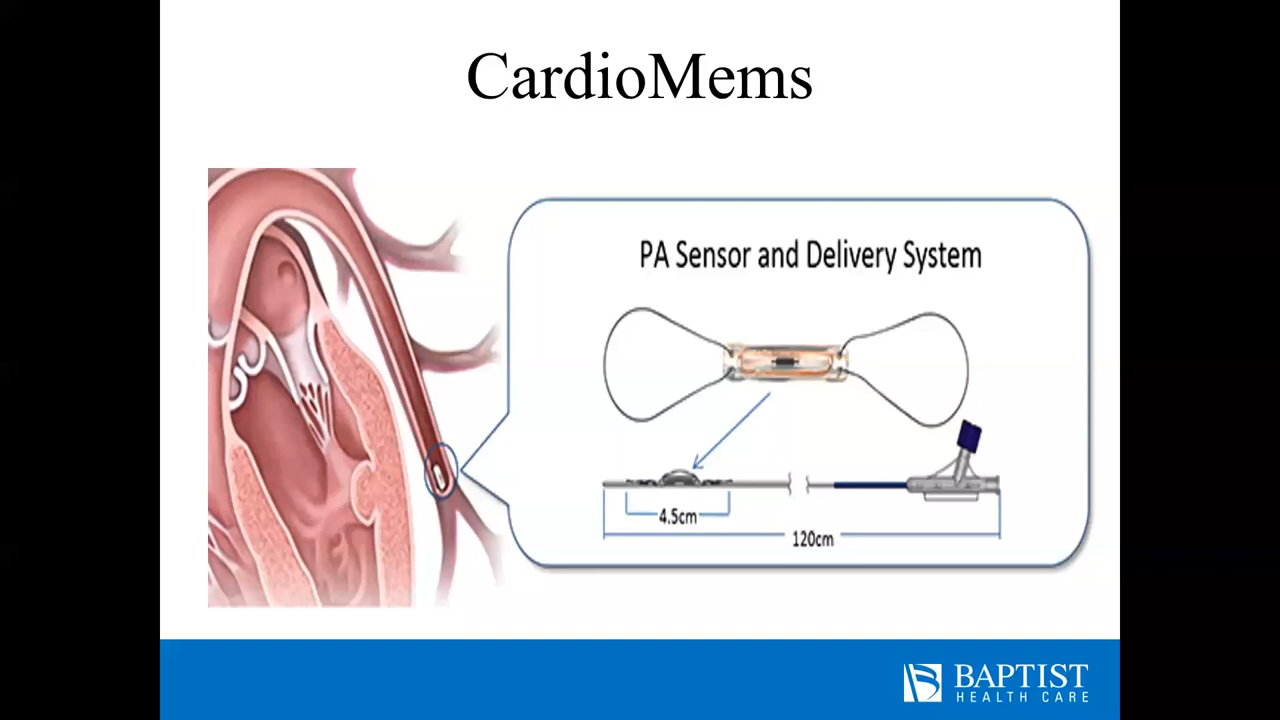 CardioMems
PA Sensor and Delivery System
4.5cm
120cm
BAPTIST
HEALTH CARE